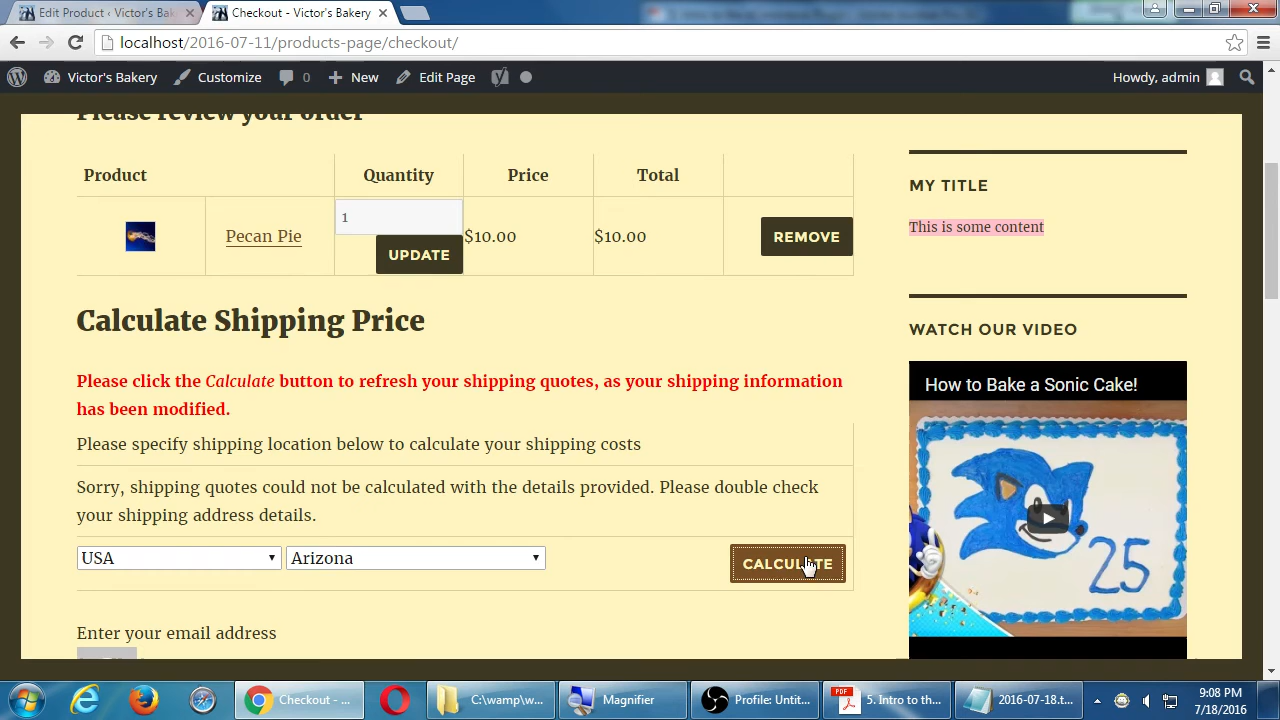 Edit Product ‹ Victor's Bak
Checkout - Victor's Bakery
localhost/2016-07-11/products-page/checkout/
Victor's Bakery
Customize
0
New
Edit Page
Howdy, admin
Please review your order
Product
Quantity
Price
Total
Pecan Pie
1
UPDATE
$10.00
$10.00
REMOVE
Calculate Shipping Price
Please click the Calculate button to refresh your shipping quotes, as your shipping information
has been modified.
Please specify shipping location below to calculate your shipping costs
Sorry, shipping quotes could not be calculated with the details provided. Please double check
your shipping address details.
USA
Arizona
CALCULATE
Enter your email address
MY TITLE
This is some content
WATCH OUR VIDEO
How to Bake a Sonic Cake!
25
Checkout - ...
C:\wamp\w...
Magnifier
Profile: Untit...
PDF
5. Intro to th...
2016-07-18.t...
9:08 PM
7/18/2016